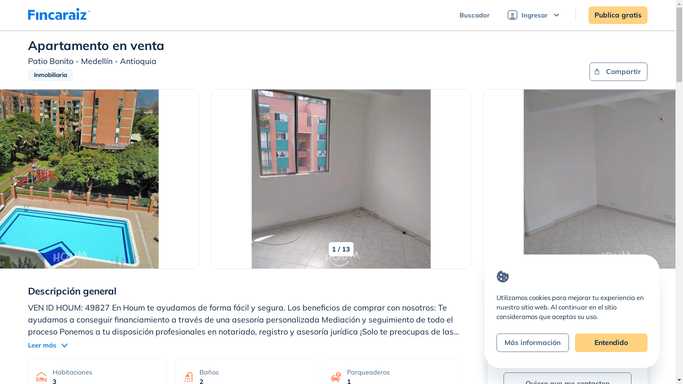 Fincaraiz
Buscador
Ingresar
Publica gratis
Apartamento en venta
Patio Bonito - Medellín - Antioquia
Inmobiliaria
Compartir
HOUM
1 / 13
Descripción general
VEN ID HOUM: 49827 En Houm te ayudamos de forma fácil y segura. Los beneficios de comprar con nosotros: Te
ayudamos a conseguir financiamiento a través de una asesoría personalizada Mediación y seguimiento de todo el
proceso Ponemos a tu disposición profesionales en notariado, registro y asesoría jurídica ¡Solo te preocupas de las...
Leer más
Habitaciones
3
Baños
2
Parqueaderos
1
Utilizamos cookies para mejorar tu experiencia en
nuestro sitio web. Al continuar en el sitio
consideramos que aceptas su uso.
Más información
Entendido
Quiero que me contacten